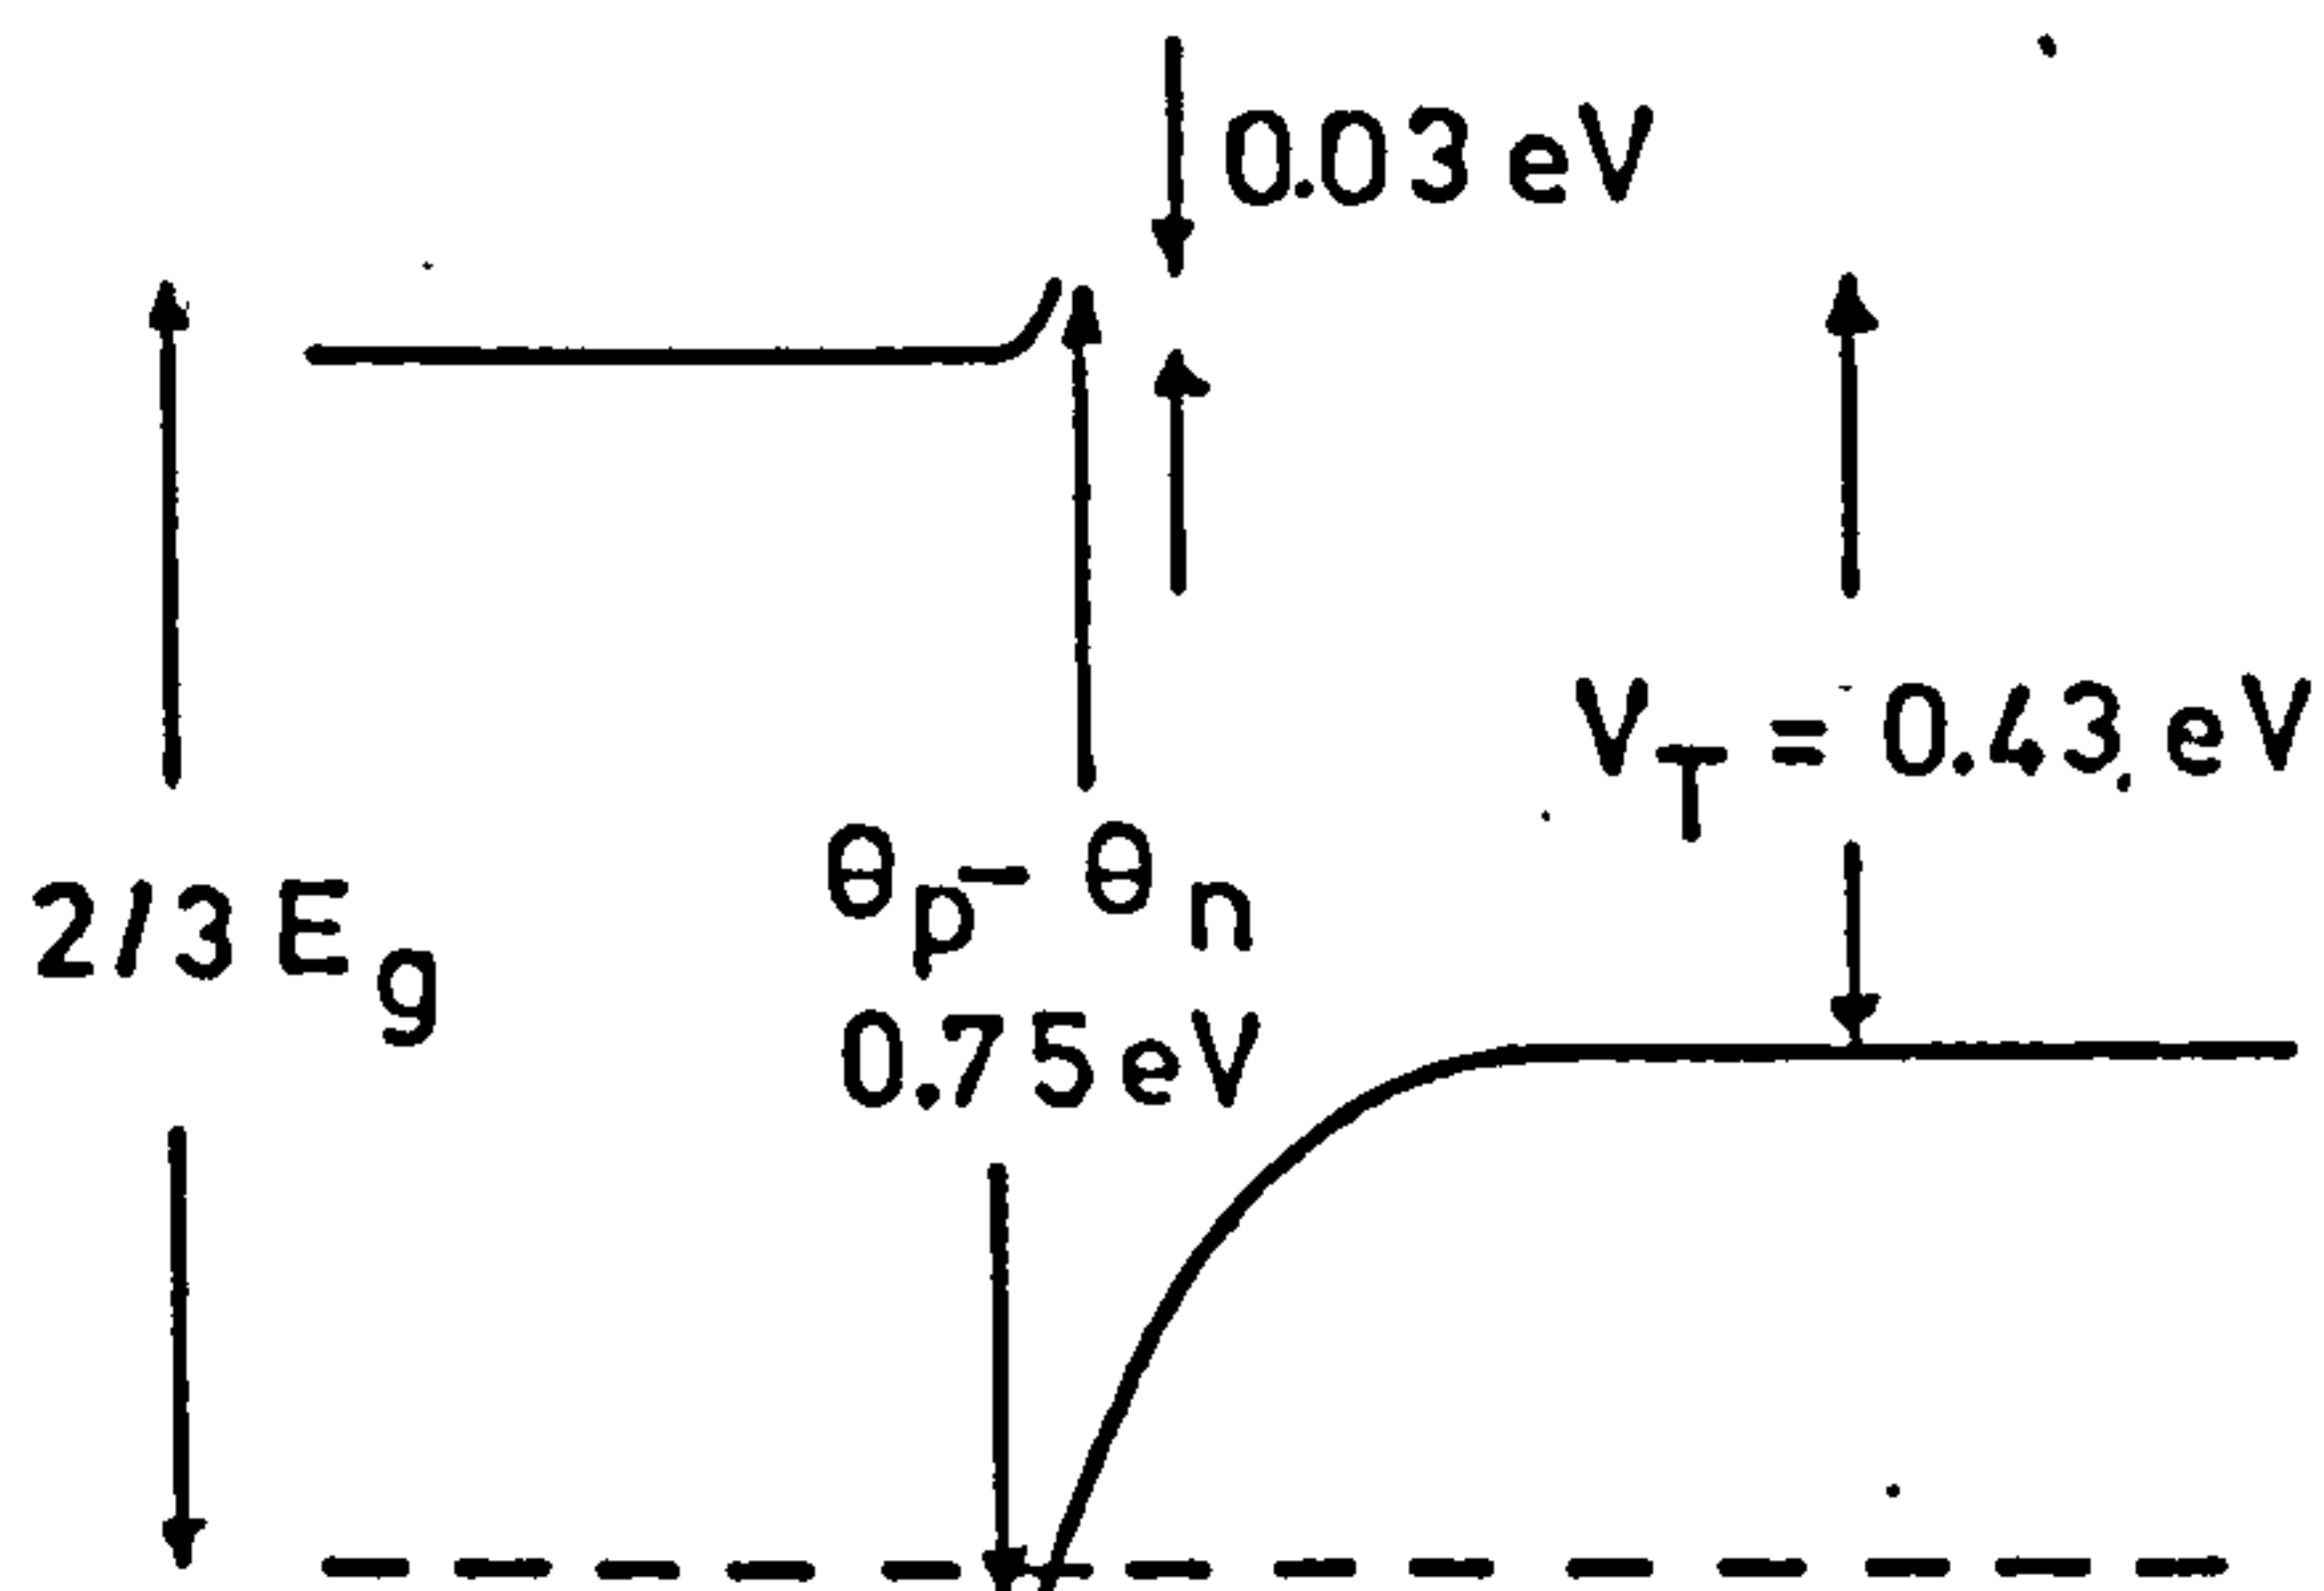 0.03 eV
V_T = 0.43 eV
2/3 E_g
θ_p - θ_n
0.75 eV